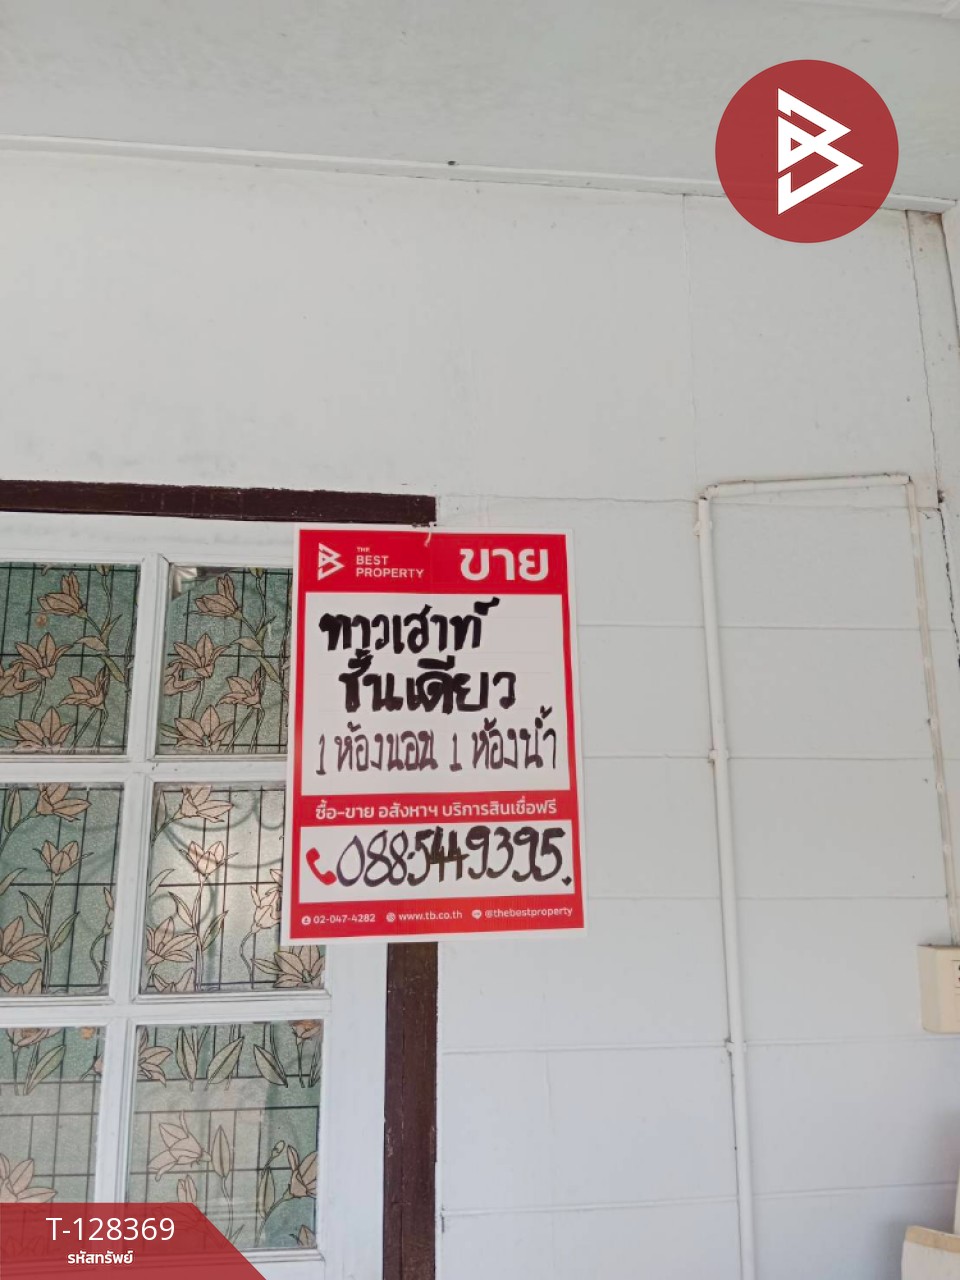 THE
BEST
PROPERTY
ขาย
ทาวเฮาท์
ชั้นเดียว
1 ห้องนอน 1 ห้องน้ำ
ซื้อ-ขาย อสังหาฯ บริการสินเชื่อฟรี
088-5449395.
02-047-4282 www.tb.co.th @thebestproperty
T-128369
รหัสทรัพย์